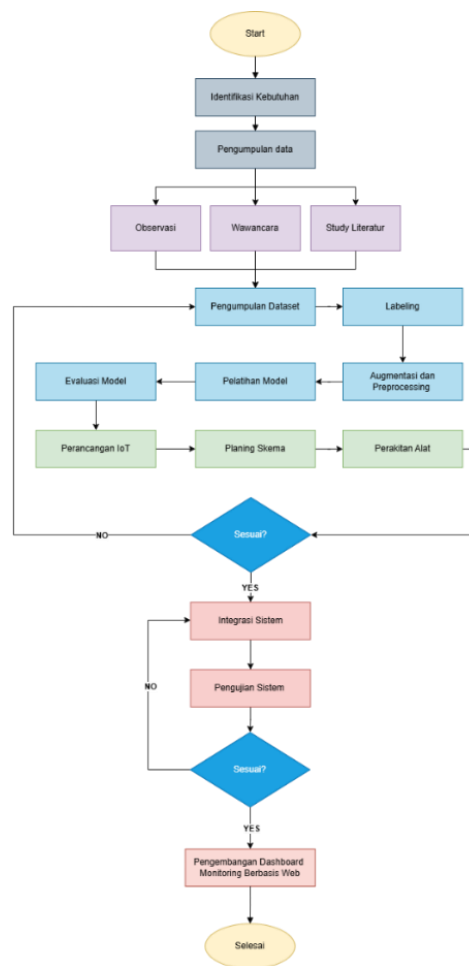 Start
Identifikasi Kebutuhan
Pengumpulan data
Observasi
Wawancara
Study Literatur
Pengumpulan Dataset
Labeling
Evaluasi Model
Pelatihan Model
Augmentasi dan
Preprocessing
Perancangan IoT
Planing Skema
Perakitan Alat
Sesuai?
NO
YES
Integrasi Sistem
NO
Pengujian Sistem
Sesuai?
YES
Pengembangan Dashboard
Monitoring Berbasis Web
Selesai